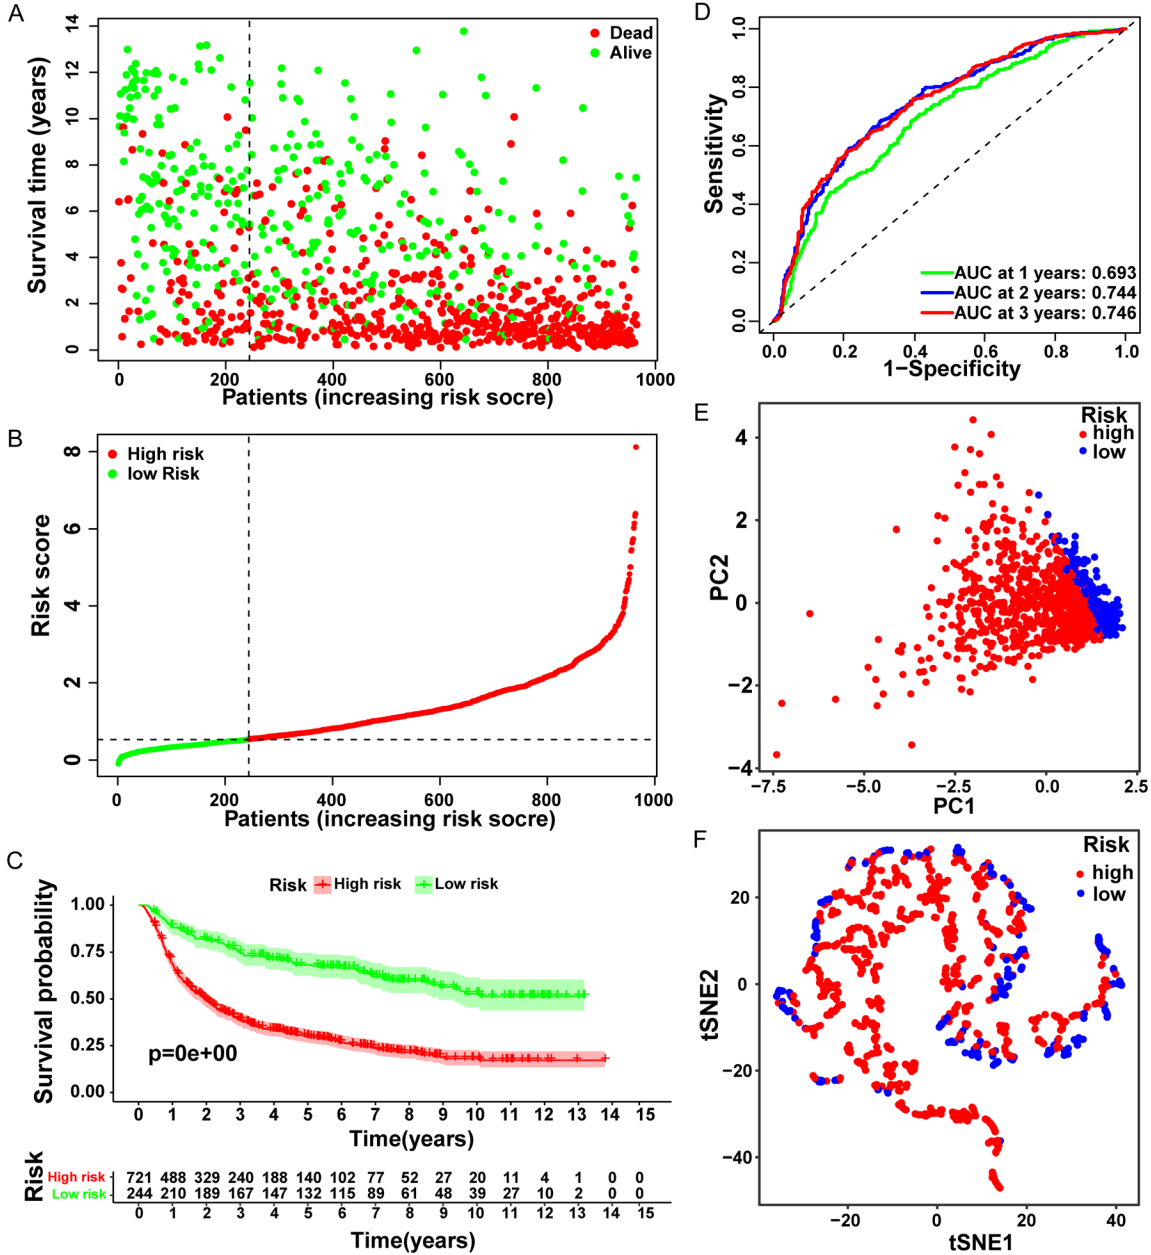 A
Survival time (years)
14
12
10
8
6
4
2
0
Dead
Alive
0 200 400 600 800 1000
Patients (increasing risk socre)
B
Risk score
8
6
4
2
0
High risk
low Risk
0 200 400 600 800 1000
Patients (increasing risk socre)
C
Risk High risk Low risk
Survival probability
1.00
0.75
0.50
0.25
0.00
p=0e+00
0 1 2 3 4 5 6 7 8 9 10 11 12 13 14 15
Time(years)
Risk
High risk 721 488 329 240 188 140 102 77 52 27 20 11 4 1 0 0
Low risk 244 210 189 167 147 132 115 89 61 48 39 27 10 2 0 0
0 1 2 3 4 5 6 7 8 9 10 11 12 13 14 15
Time(years)
D
Sensitivity
1.0
0.8
0.6
0.4
0.2
0.0
AUC at 1 years: 0.693
AUC at 2 years: 0.744
AUC at 3 years: 0.746
0.0 0.2 0.4 0.6 0.8 1.0
1−Specificity
E
Risk
high
low
PC2
4
2
0
−2
−4
−7.5 −5.0 −2.5 0.0 2.5
PC1
F
Risk
high
low
tSNE2
20
0
−20
−40
−20 0 20 40
tSNE1